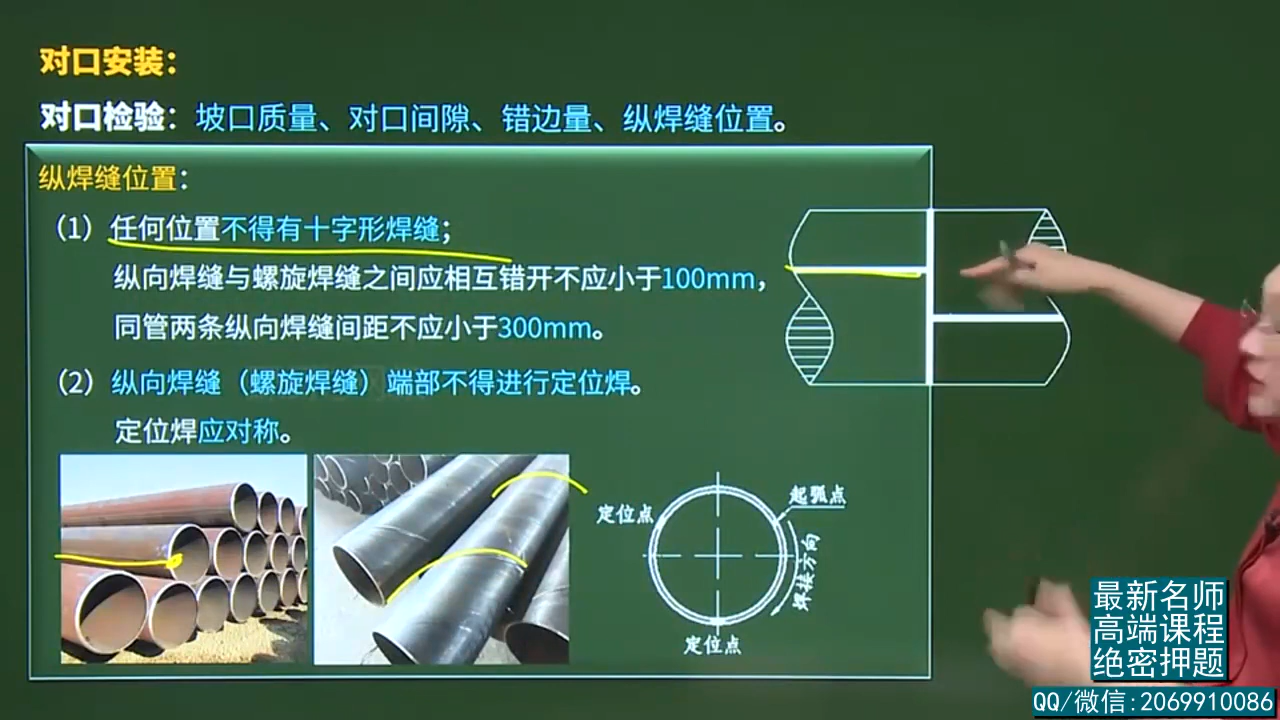 对口安装：
对口检验：坡口质量、对口间隙、错边量、纵焊缝位置。
纵焊缝位置：
（1）任何位置不得有十字形焊缝；
纵向焊缝与螺旋焊缝之间应相互错开不应小于100mm，
同管两条纵向焊缝间距不应小于300mm。
（2）纵向焊缝（螺旋焊缝）端部不得进行定位焊。
定位焊应对称。
定位点
起弧点
焊接方向
定位点
最新名师
高端课程
绝密押题
QQ/微信:2069910086